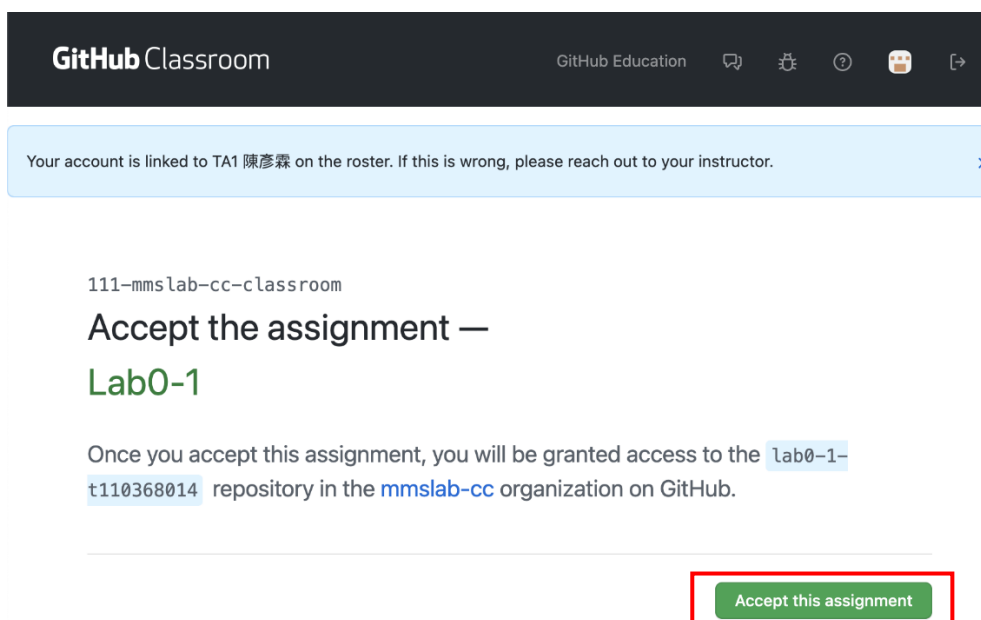 GitHub Classroom
GitHub Education
Your account is linked to TA1 陳彥霖 on the roster. If this is wrong, please reach out to your instructor.
111-mmslab-cc-classroom
Accept the assignment —
Lab0-1
Once you accept this assignment, you will be granted access to the lab0-1-
t110368014 repository in the mmslab-cc organization on GitHub.
Accept this assignment